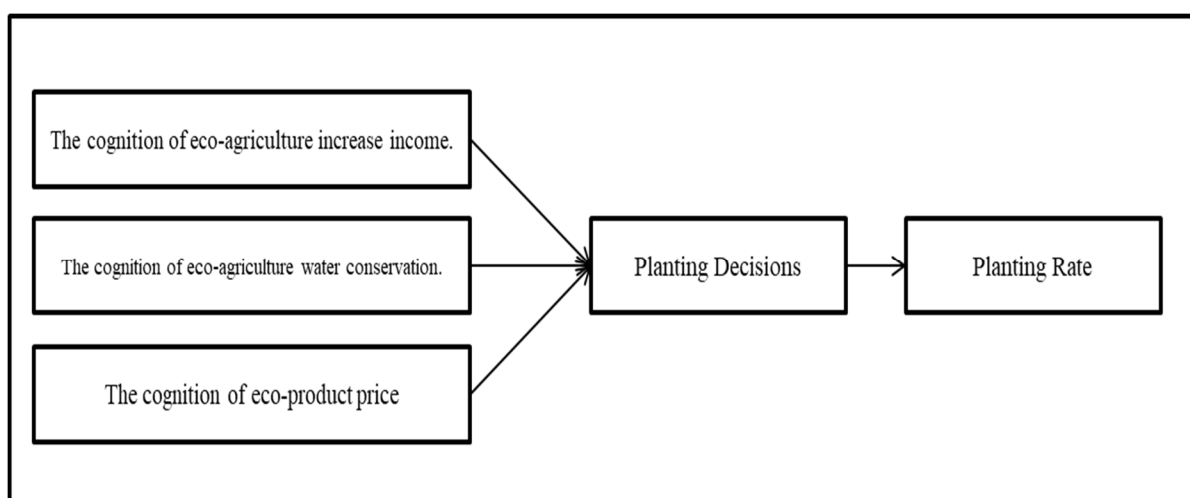 The cognition of eco-agriculture increase income.
The cognition of eco-agriculture water conservation.
The cognition of eco-product price
Planting Decisions
Planting Rate